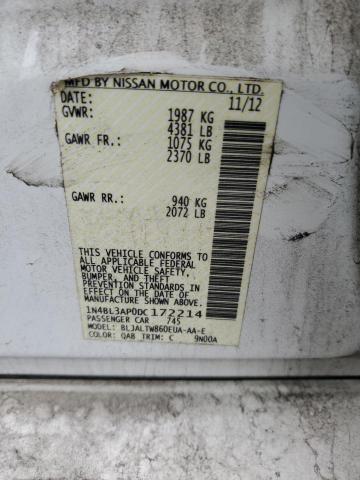 MFD BY NISSAN MOTOR CO., LTD.
DATE: 11/12
GVWR: 1987 KG
4381 LB
GAWR FR: 1075 KG
2370 LB
GAWR RR: 940 KG
2072 LB
THIS VEHICLE CONFORMS TO
ALL APPLICABLE FEDERAL
MOTOR VEHICLE SAFETY,
BUMPER, AND THEFT
PREVENTION STANDARDS IN
EFFECT ON THE DATE OF
MANUFACTURE SHOWN ABOVE.
1N4BL3AP0DC172214
PASSENGER CAR 745
MODEL: BLJALTW860EUA-AA-E
COLOR: QAB TRIM: C 9N00A